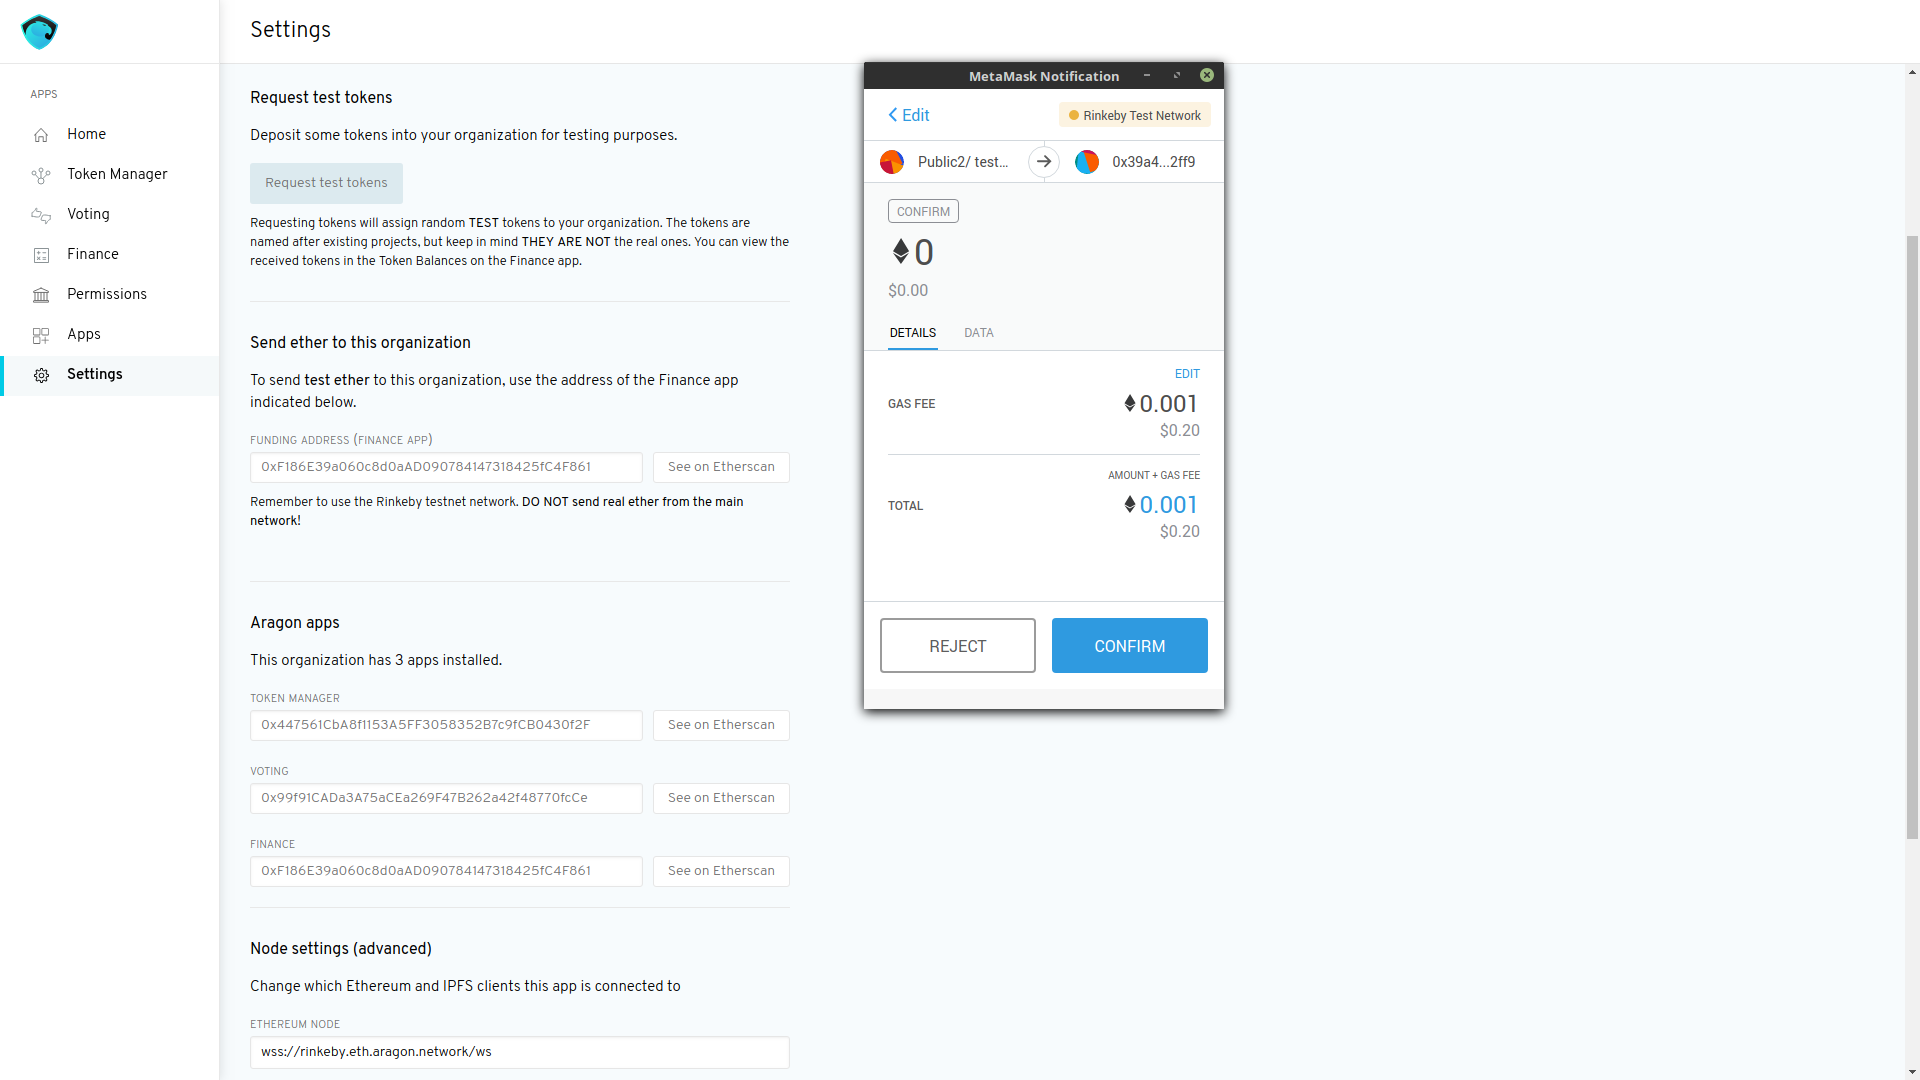 Settings
APPS
Home
Token Manager
Voting
Finance
Permissions
Apps
Settings
Request test tokens
Deposit some tokens into your organization for testing purposes.
Request test tokens
Requesting tokens will assign random TEST tokens to your organization. The tokens are
named after existing projects, but keep in mind THEY ARE NOT the real ones. You can view the
received tokens in the Token Balances on the Finance app.
Send ether to this organization
To send test ether to this organization, use the address of the Finance app
indicated below.
FUNDING ADDRESS (FINANCE APP)
0xF186E39a060c8d0aAD090784147318425fC4F861
See on Etherscan
Remember to use the Rinkeby testnet network. DO NOT send real ether from the main
network!
Aragon apps
This organization has 3 apps installed.
TOKEN MANAGER
0x447561CbA8f1153A5FF3058352B7c9fCB0430f2F
See on Etherscan
VOTING
0x99f91CADa3A75aCEa269F47B262a42f48770fcCe
See on Etherscan
FINANCE
0xF186E39a060c8d0aAD090784147318425fC4F861
See on Etherscan
Node settings (advanced)
Change which Ethereum and IPFS clients this app is connected to
ETHEREUM NODE
wss://rinkeby.eth.aragon.network/ws
MetaMask Notification
Edit
Rinkeby Test Network
Public2/ test...
0x39a4...2ff9
CONFIRM
0
$0.00
DETAILS
DATA
EDIT
GAS FEE
0.001
$0.20
AMOUNT + GAS FEE
TOTAL
0.001
$0.20
REJECT
CONFIRM